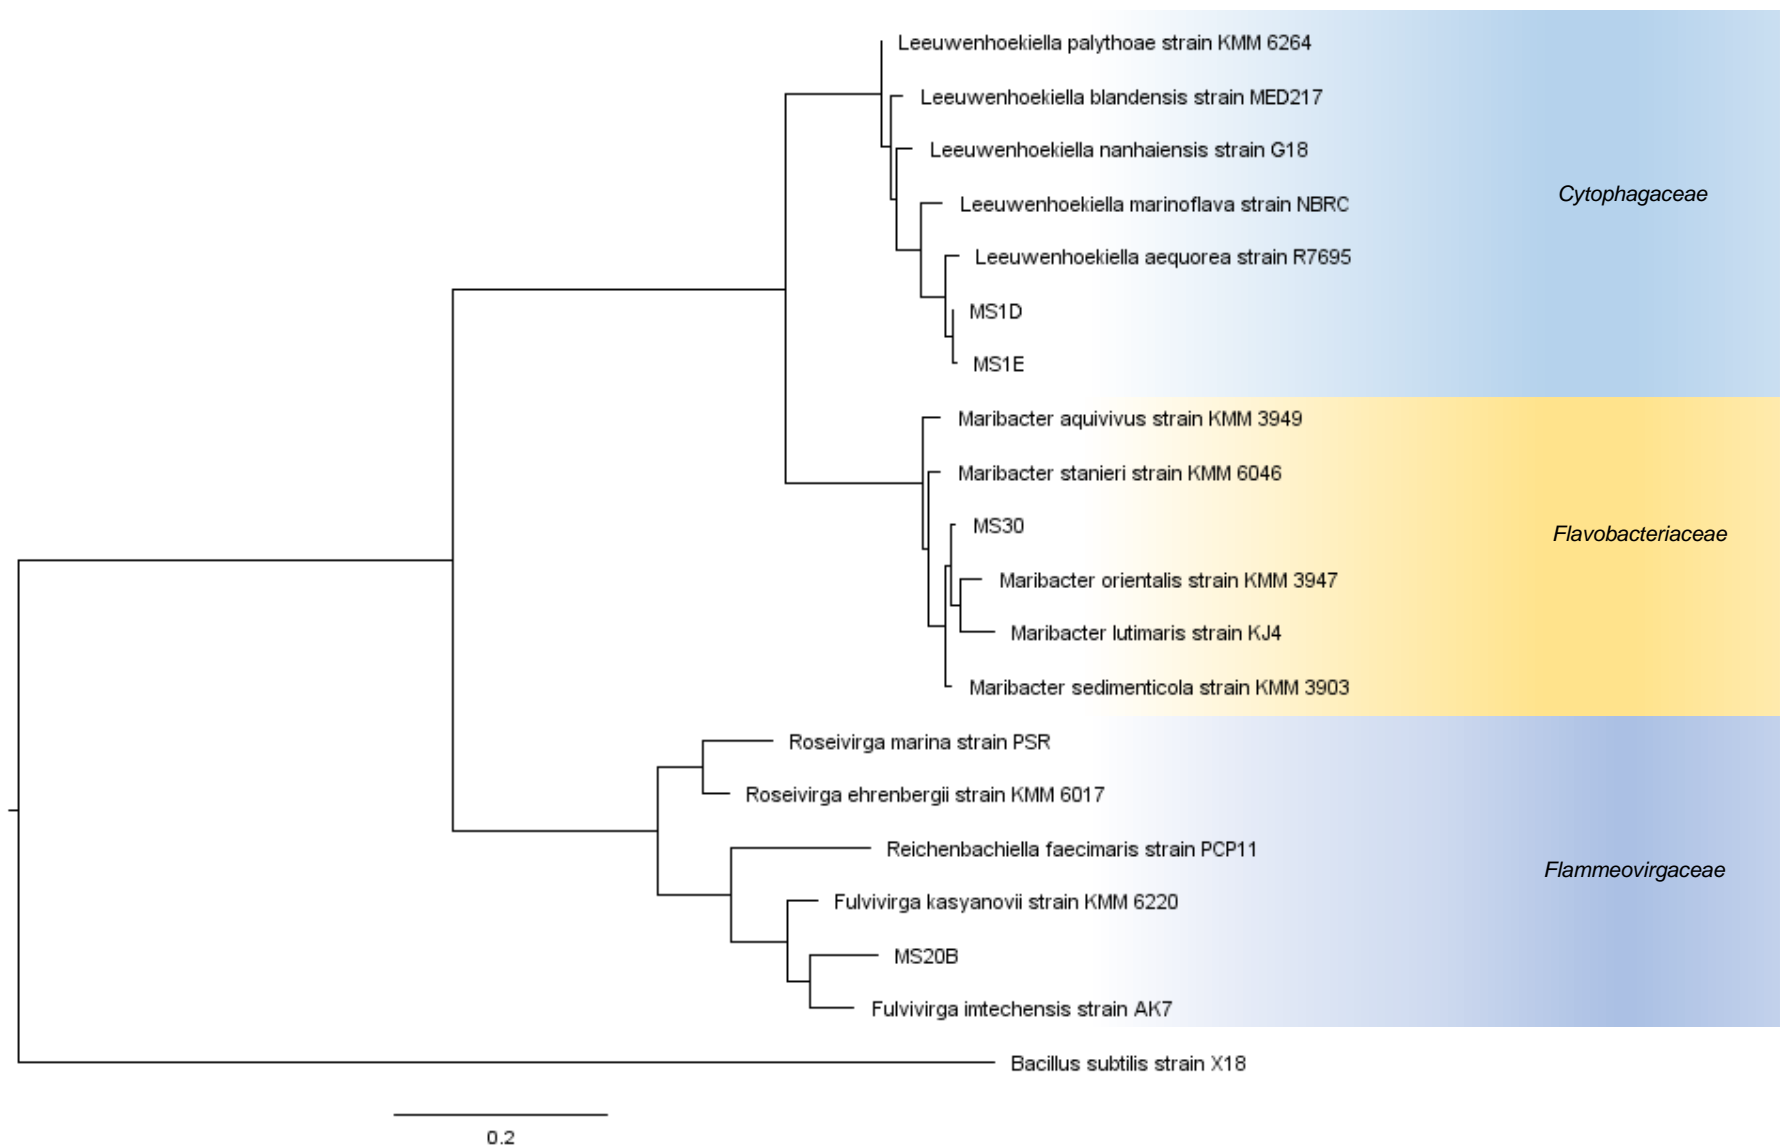 Leeuwenhoekiella palythoae strain KMM 6264
Leeuwenhoekiella blandensis strain MED217
Leeuwenhoekiella nanhaiensis strain G18
Cytophagaceae
Leeuwenhoekiella marinoflava strain NBRC
Leeuwenhoekiella aequorea strain R7695
MS1D
MS1E
Maribacter aquivivus strain KMM 3949
Maribacter stanieri strain KMM 6046
MS30
Flavobacteriaceae
Maribacter orientalis strain KMM 3947
Maribacter lutimaris strain KJ4
Maribacter sedimenticola strain KMM 3903
Roseivirga marina strain PSR
Roseivirga ehrenbergii strain KMM 6017
Reichenbachiella faecimaris strain PCP11
Flammeovirgaceae
Fulvivirga kasyanovii strain KMM 6220
MS20B
Fulvivirga imtechensis strain AK7
Bacillus subtilis strain X18
0.2